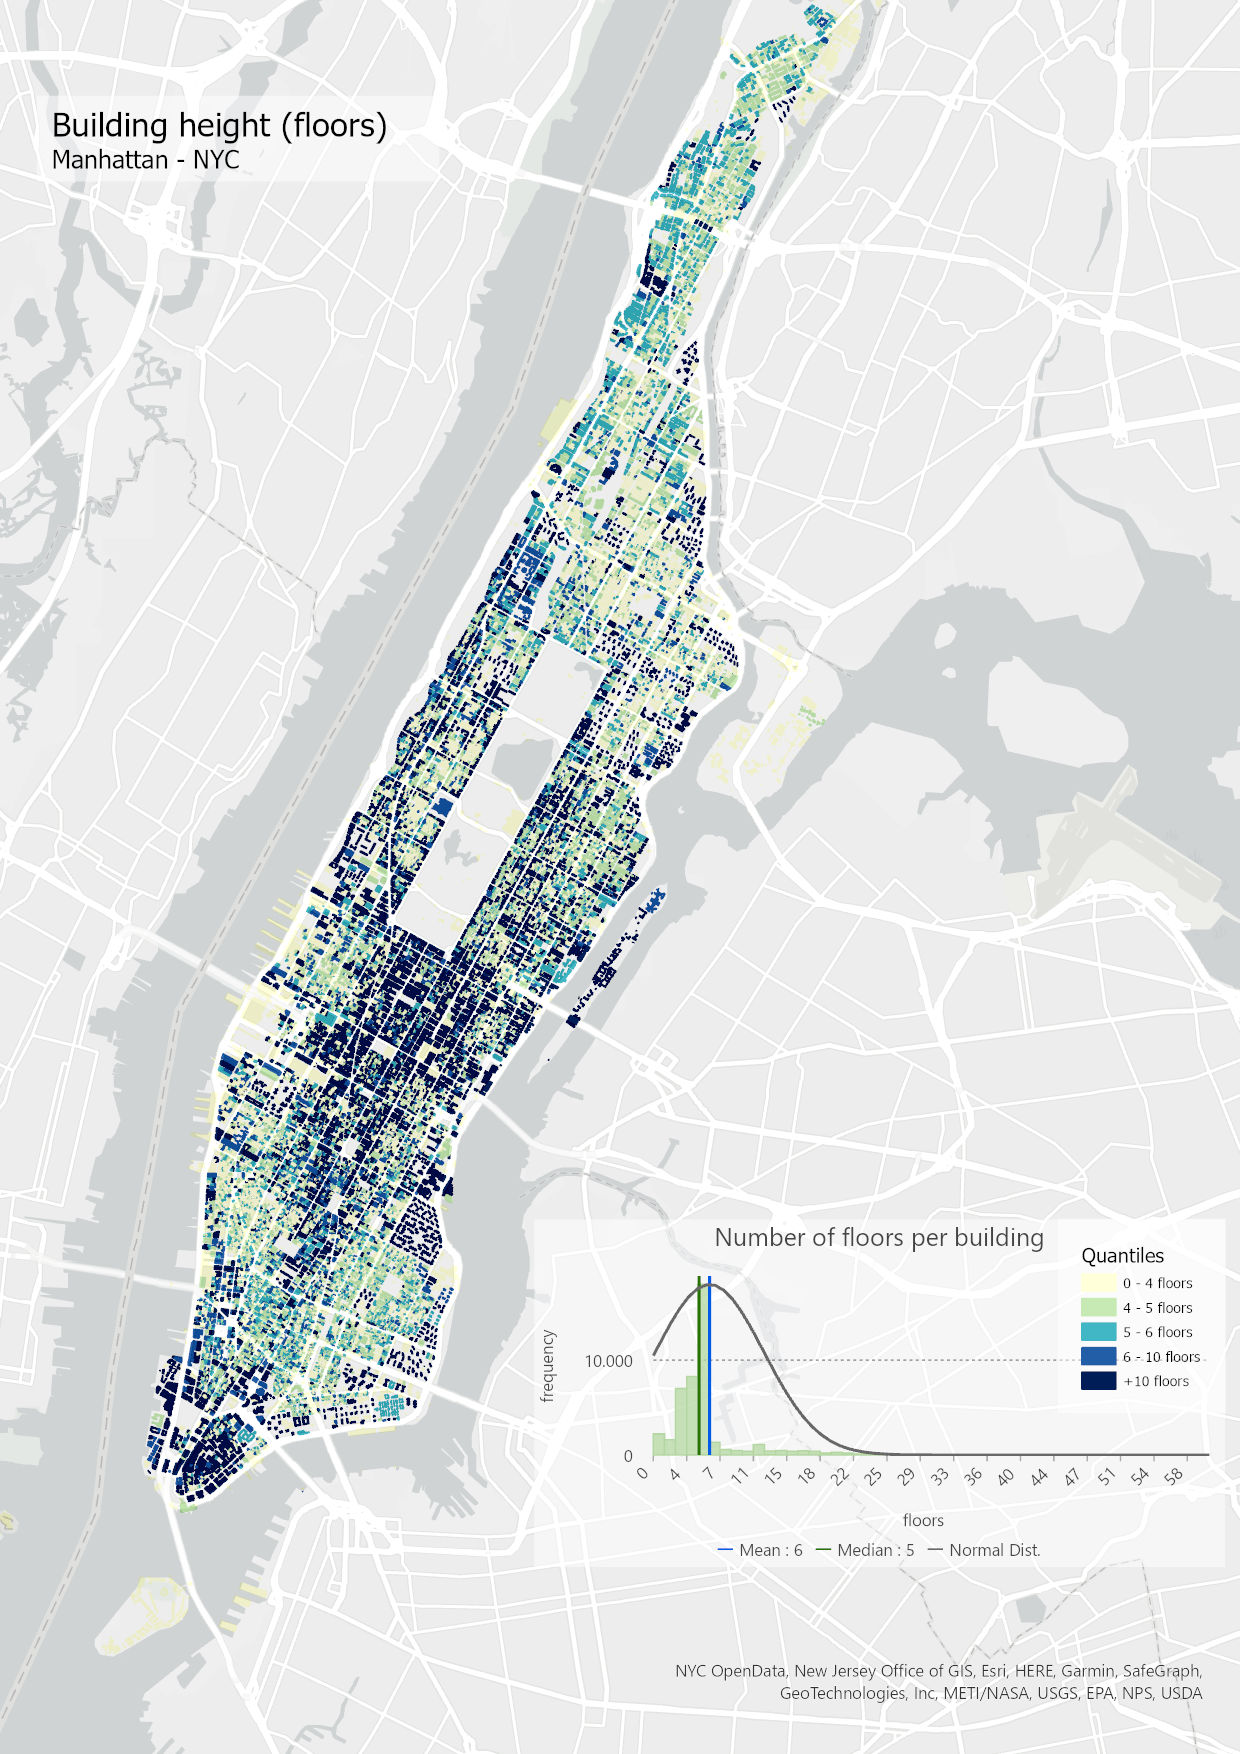 Building height (floors)
Manhattan - NYC
Number of floors per building
Quantiles
0 - 4 floors
4 - 5 floors
5 - 6 floors
6 - 10 floors
+10 floors
frequency
10.000
0
0 4 7 11 15 18 22 25 29 33 36 40 44 47 51 54 58
floors
Mean : 6 Median : 5 Normal Dist.
NYC OpenData, New Jersey Office of GIS, Esri, HERE, Garmin, SafeGraph,
GeoTechnologies, Inc, METI/NASA, USGS, EPA, NPS, USDA